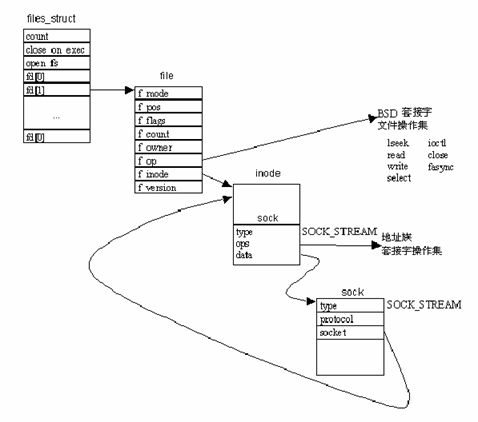 files_struct
count
close on exec
open fs
fd[0]
fd[1]
...
fd[0]
file
f mode
f pos
f flags
f count
f owner
f op
f inode
f version
BSD 套接字
文件操作集
lseek ioctl
read close
write fasync
select
inode
sock
type
ops
data
SOCK_STREAM
地址族
套接字操作集
sock
type
protocol
socket
SOCK_STREAM